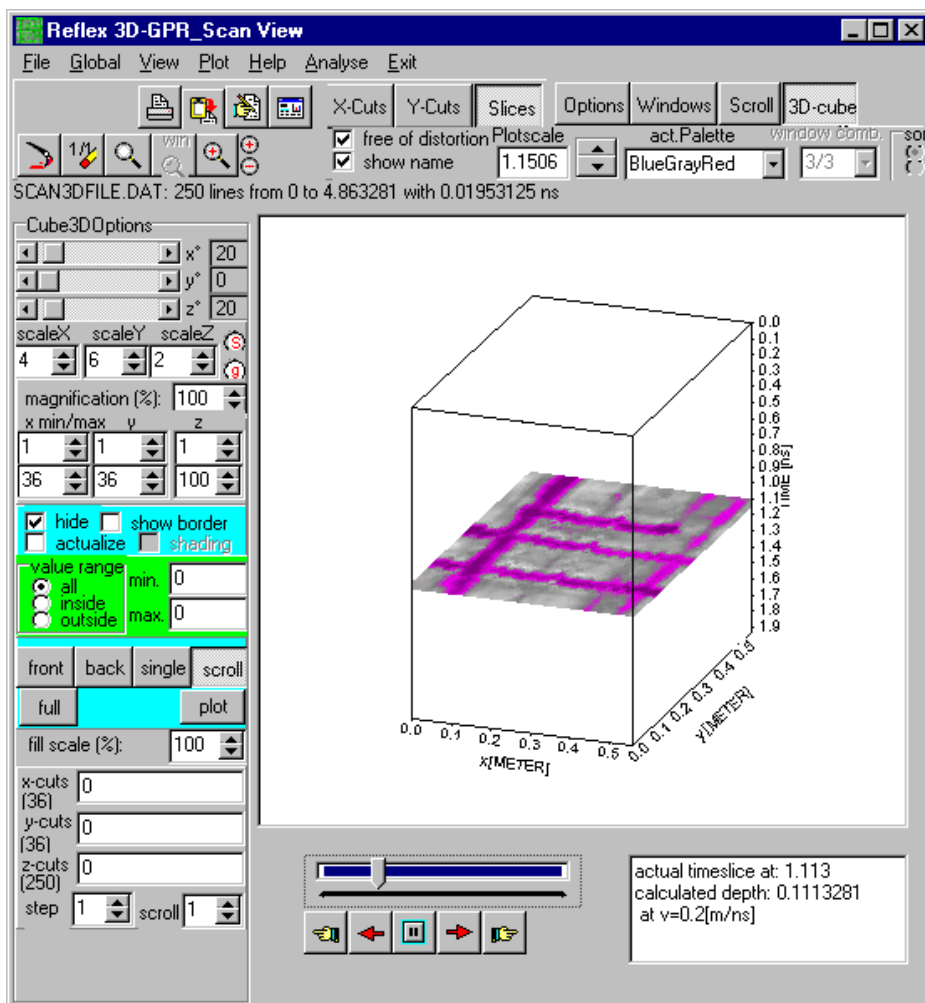 Reflex 3D-GPR_Scan View
File Global View Plot Help Analyse Exit
X-Cuts Y-Cuts Slices Options Windows Scroll 3D-cube
free of distortion Plotscale act.Palette window comb.
show name 1.1506 BlueGrayRed 3/3
SCAN3DFILE.DAT: 250 lines from 0 to 4.863281 with 0.01953125 ns
Cube3DOptions
x° 20
y° 0
z° 20
scaleX scaleY scaleZ
4 6 2
S
g
magnification (%): 100
x min/max y z
1 1 1
36 36 100
hide show border
actualize shading
value range
all
inside
outside
min. 0
max. 0
front back single scroll
full plot
fill scale (%): 100
x-cuts (36) 0
y-cuts (36) 0
z-cuts (250) 0
step 1 scroll 1
0.0
0.1
0.2
0.3
0.4
0.5
0.6
0.7
0.8
0.9
1.0
1.1
1.2
1.3
1.4
1.5
1.6
1.7
1.8
1.9
TIME [ns]
0.0 0.1 0.2 0.3 0.4 0.5
x[METER]
0.0 0.1 0.2 0.3 0.4 0.5
y[METER]
actual timeslice at: 1.113
calculated depth: 0.1113281
at v=0.2[m/ns]